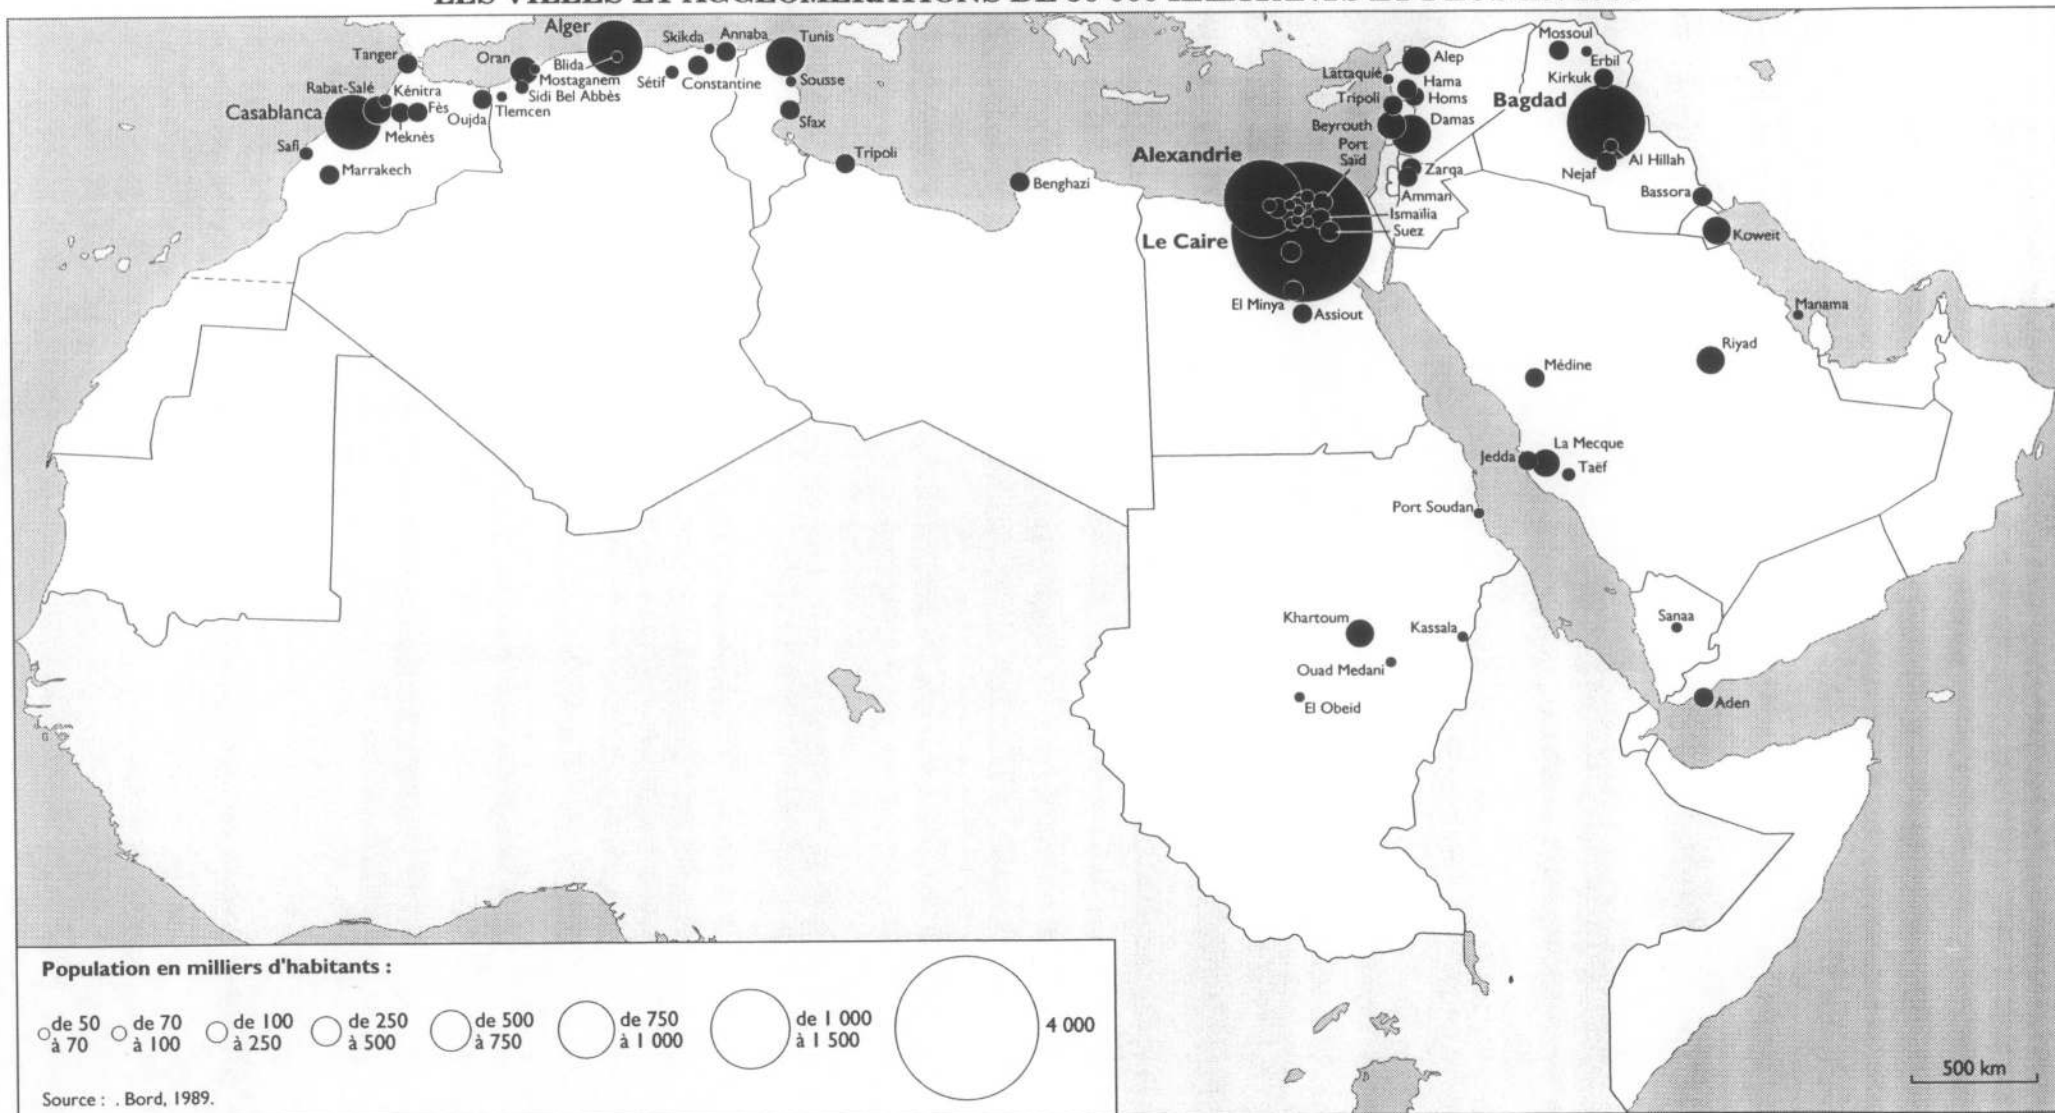 Alger
Skikda
Annaba
Tunis
Tanger
Oran
Blida
Mostaganem
Sétif
Constantine
Sousse
Rabat-Salé
Kénitra
Sidi Bel Abbès
Casablanca
Fès
Oujda
Tlemcen
Meknès
Sfax
Safi
Marrakech
Tripoli
Benghazi
Mossoul
Alep
Erbil
Lattaquié
Hama
Kirkuk
Tripoli
Homs
Bagdad
Beyrouth
Damas
Port
Saïd
Alexandrie
Al Hillah
Zarqa
Nejaf
Amman
Bassora
Ismaïlia
Suez
Koweit
Le Caire
El Minya
Assiout
Manama
Riyad
Médine
La Mecque
Jedda
Taëf
Port Soudan
Khartoum
Kassala
Sanaa
Ouad Medani
El Obeid
Aden
Population en milliers d'habitants :
de 50
à 70
de 70
à 100
de 100
à 250
de 250
à 500
de 500
à 750
de 750
à 1 000
de 1 000
à 1 500
4 000
500 km
Source : . Bord, 1989.